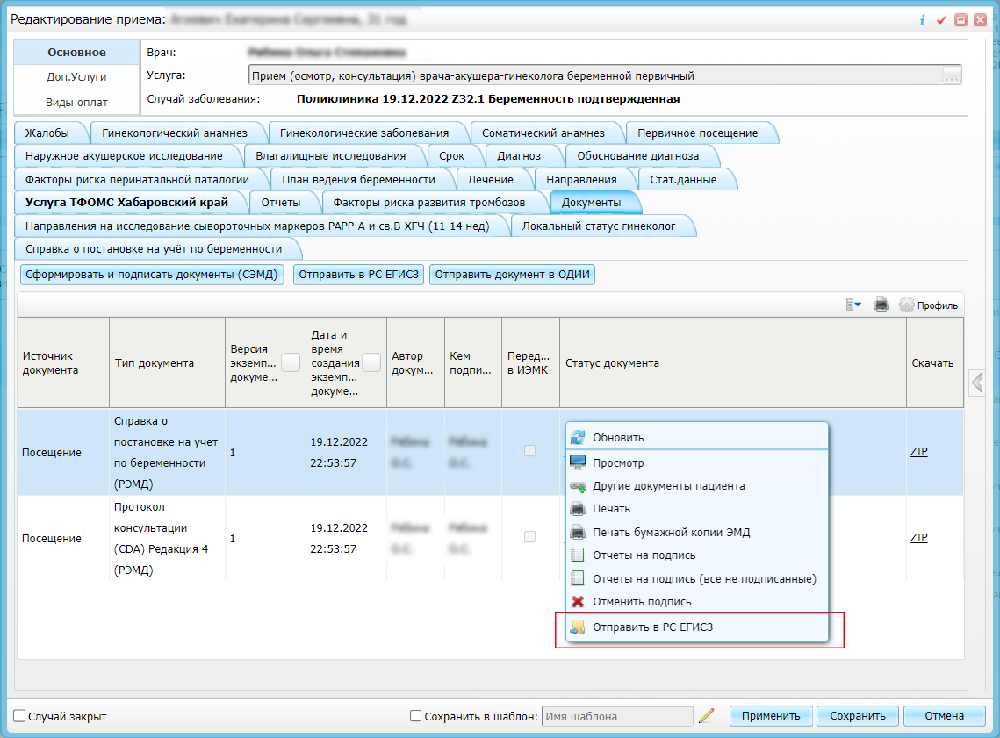 Редактирование приема:
Основное
Доп.Услуги
Виды оплат
Врач:
Услуга: Прием (осмотр, консультация) врача-акушера-гинеколога беременной первичный ...
Случай заболевания: Поликлиника 19.12.2022 Z32.1 Беременность подтвержденная
Жалобы Гинекологический анамнез Гинекологические заболевания Соматический анамнез Первичное посещение
Наружное акушерское исследование Влагалищные исследования Срок Диагноз Обоснование диагноза
Факторы риска перинатальной паталогии План ведения беременности Лечение Направления Стат.данные
Услуга ТФОМС Хабаровский край Отчеты Факторы риска развития тромбозов Документы
Направления на исследование сывороточных маркеров PAPP-A и св.B-ХГЧ (11-14 нед) Локальный статус гинеколог
Справка о постановке на учёт по беременности
Сформировать и подписать документы (СЭМД) Отправить в РС ЕГИСЗ Отправить документ в ОДИИ
Профиль
Источник
документа
Тип документа
Версия
экземп...
докуме...
Дата и
время
создания
экземп...
докуме...
Автор
докум...
Кем
подпи...
Перед...
в ИЭМК
Статус документа
Скачать
Посещение
Справка о
постановке на учет
по беременности
(РЭМД)
1
19.12.2022
22:53:57
ZIP
Посещение
Протокол
консультации
(CDA) Редакция 4
(РЭМД)
1
19.12.2022
22:53:57
ZIP
Обновить
Просмотр
Другие документы пациента
Печать
Печать бумажной копии ЭМД
Отчеты на подпись
Отчеты на подпись (все не подписанные)
Отменить подпись
Отправить в РС ЕГИСЗ
Случай закрыт
Сохранить в шаблон: Имя шаблона
Применить Сохранить Отмена